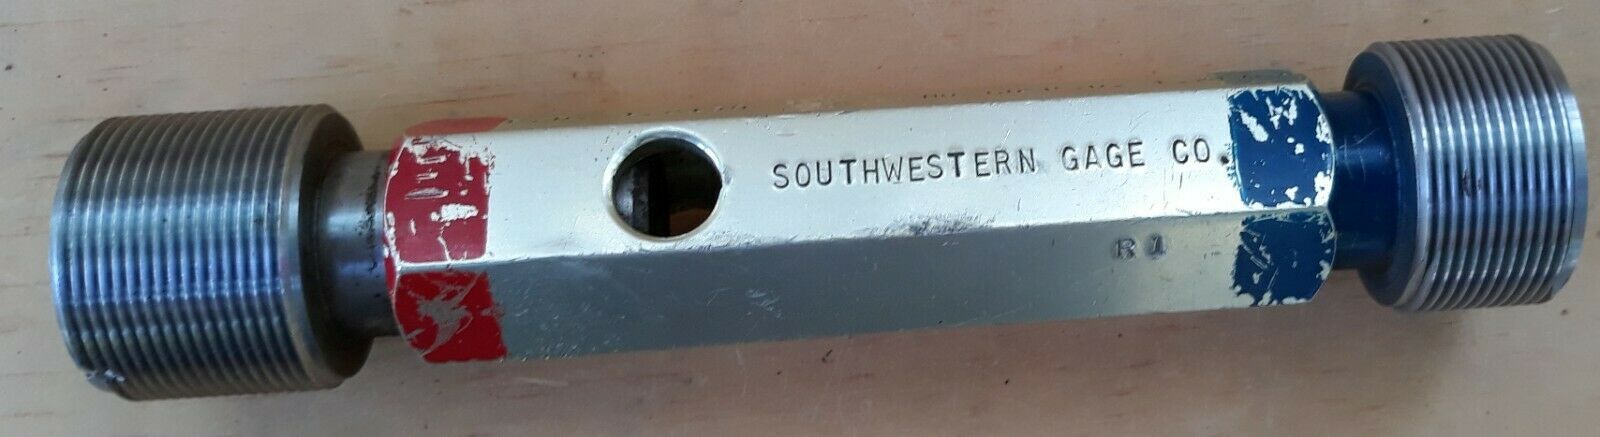 SOUTHWESTERN GAGE CO.
R1